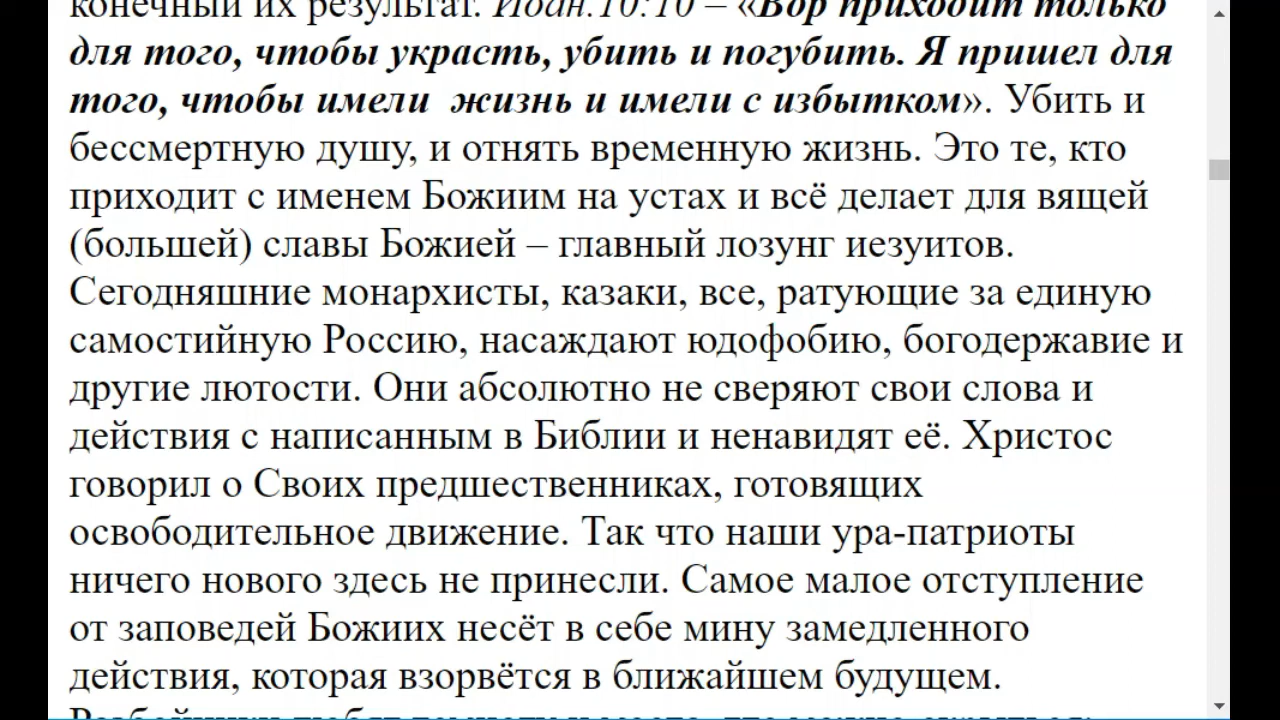 конечный их результат. Иоан.10:10 – «Вор приходит только
для того, чтобы украсть, убить и погубить. Я пришел для
того, чтобы имели жизнь и имели с избытком». Убить и
бессмертную душу, и отнять временную жизнь. Это те, кто
приходит с именем Божиим на устах и всё делает для вящей
(большей) славы Божией – главный лозунг иезуитов.
Сегодняшние монархисты, казаки, все, ратующие за единую
самостийную Россию, насаждают юдофобию, богодержавие и
другие лютости. Они абсолютно не сверяют свои слова и
действия с написанным в Библии и ненавидят её. Христос
говорил о Своих предшественниках, готовящих
освободительное движение. Так что наши ура-патриоты
ничего нового здесь не принесли. Самое малое отступление
от заповедей Божиих несёт в себе мину замедленного
действия, которая взорвётся в ближайшем будущем.